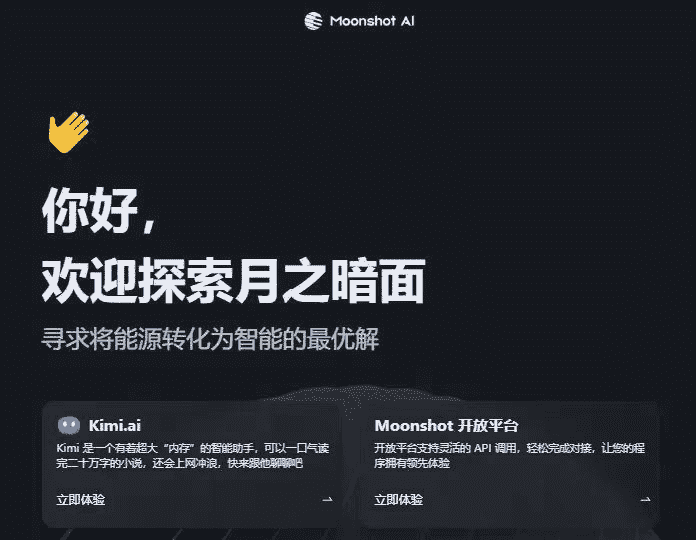 Moonshot AI
你好，
欢迎探索月之暗面
寻求将能源转化为智能的最优解
Kimi.ai
Kimi 是一个有着超大“内存”的智能助手，可以一口气读
完二十万字的小说，还会上网冲浪，快来跟他聊聊吧
立即体验
Moonshot 开放平台
开放平台支持灵活的 API 调用，轻松完成对接，让您的程
序拥有领先体验
立即体验